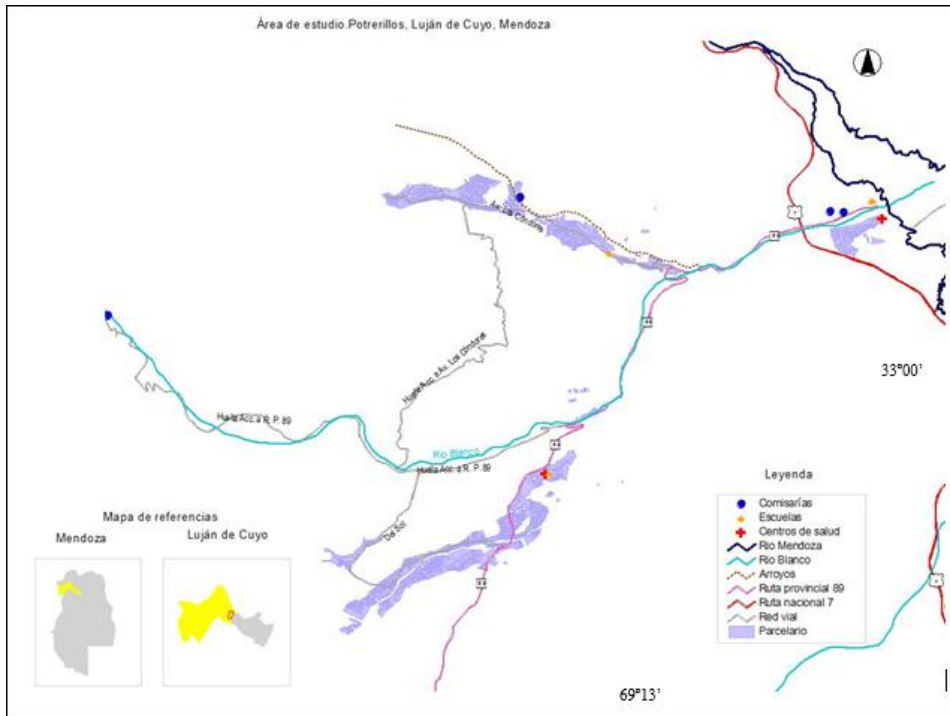 Área de estudio.Potrerillos, Luján de Cuyo, Mendoza
Av. Los Cóndores
Huella Acc. a Av. Los Cóndores
33°00'
Huella Acc. a R. P. 89
Río Blanco
Huella Acc. a R. P. 89
Del Sol
Mapa de referencias
Mendoza
Luján de Cuyo
Leyenda
Comisarías
Escuelas
Centros de salud
Río Mendoza
Río Blanco
Arroyos
Ruta provincial 89
Ruta nacional 7
Red vial
Parcelario
69°13'